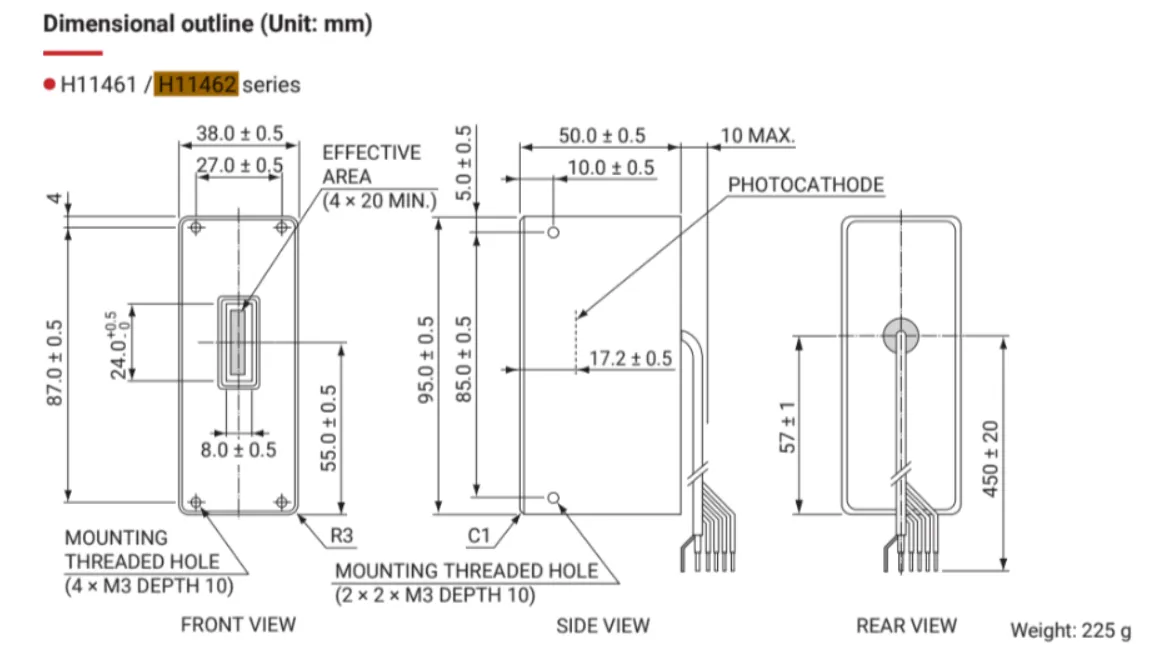 Dimensional outline (Unit: mm)
● H11461 / H11462 series
38.0 ± 0.5
27.0 ± 0.5
EFFECTIVE
AREA
(4 × 20 MIN.)
4
87.0 ± 0.5
24.0 +0.5 -0
8.0 ± 0.5
55.0 ± 0.5
MOUNTING
THREADED HOLE
(4 × M3 DEPTH 10)
R3
FRONT VIEW
5.0 ± 0.5
50.0 ± 0.5
10 MAX.
10.0 ± 0.5
PHOTOCATHODE
95.0 ± 0.5
85.0 ± 0.5
17.2 ± 0.5
C1
MOUNTING THREADED HOLE
(2 × 2 × M3 DEPTH 10)
SIDE VIEW
57 ± 1
450 ± 20
REAR VIEW
Weight: 225 g